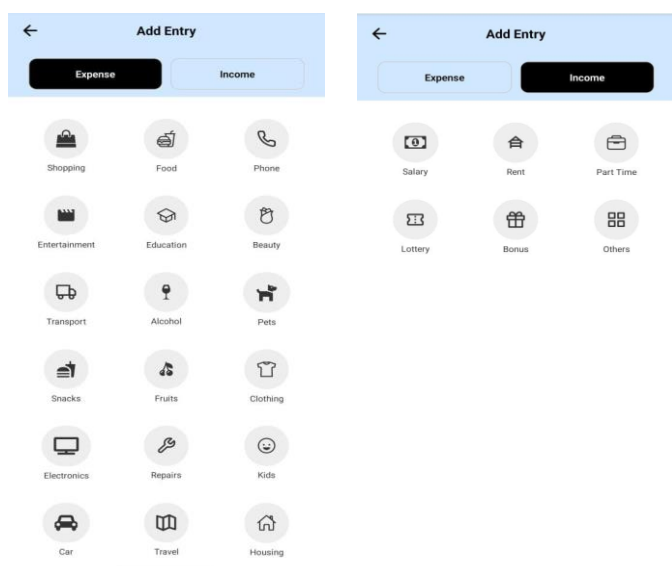 Add Entry
Expense Income
Shopping Food Phone
Entertainment Education Beauty
Transport Alcohol Pets
Snacks Fruits Clothing
Electronics Repairs Kids
Car Travel Housing
Add Entry
Expense Income
Salary Rent Part Time
Lottery Bonus Others